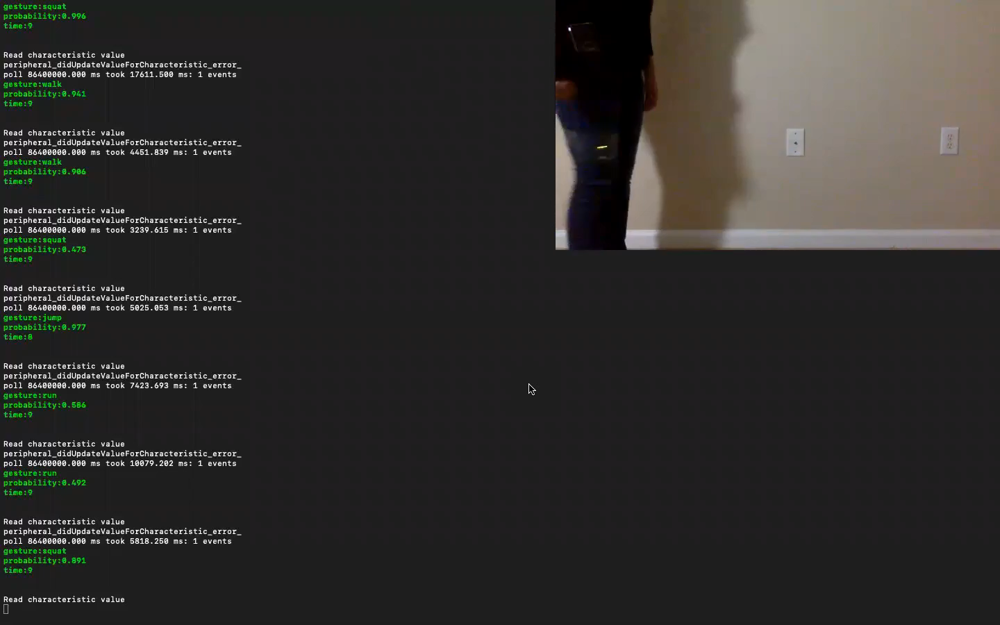 gesture:squat
probability:0.996
time:9
Read characteristic value
peripheral_didUpdateValueForCharacteristic_error_
poll 86400000.000 ms took 17611.500 ms: 1 events
gesture:walk
probability:0.941
time:9
Read characteristic value
peripheral_didUpdateValueForCharacteristic_error_
poll 86400000.000 ms took 4451.839 ms: 1 events
gesture:walk
probability:0.906
time:9
Read characteristic value
peripheral_didUpdateValueForCharacteristic_error_
poll 86400000.000 ms took 3239.615 ms: 1 events
gesture:squat
probability:0.473
time:9
Read characteristic value
peripheral_didUpdateValueForCharacteristic_error_
poll 86400000.000 ms took 5025.053 ms: 1 events
gesture:jump
probability:0.977
time:8
Read characteristic value
peripheral_didUpdateValueForCharacteristic_error_
poll 86400000.000 ms took 7423.693 ms: 1 events
gesture:run
probability:0.586
time:9
Read characteristic value
peripheral_didUpdateValueForCharacteristic_error_
poll 86400000.000 ms took 10079.202 ms: 1 events
gesture:run
probability:0.492
time:9
Read characteristic value
peripheral_didUpdateValueForCharacteristic_error_
poll 86400000.000 ms took 5818.250 ms: 1 events
gesture:squat
probability:0.891
time:9
Read characteristic value